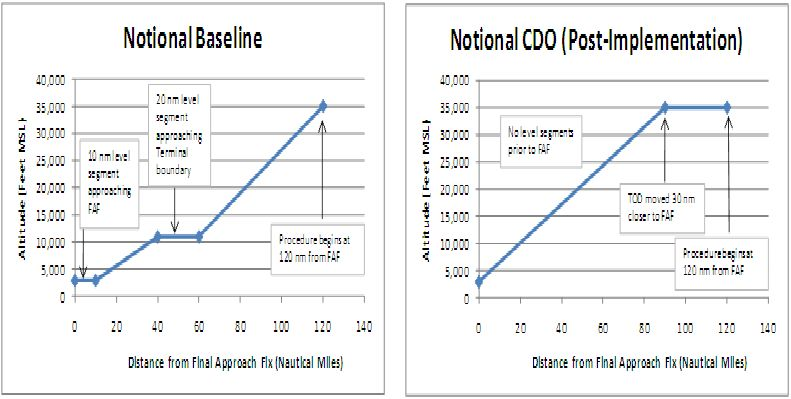 Notional Baseline
40,000
35,000
30,000
25,000
20,000
15,000
10,000
5,000
0
Altitude (Feet MSL)
20 nm level
segment
approaching
Terminal
boundary
10 nm level
segment
approaching
FAF
Procedure begins at
120 nm from FAF
0 20 40 60 80 100 120 140
Distance from Final Approach Fix (Nautical Miles)
Notional CDO (Post-Implementation)
40,000
35,000
30,000
25,000
20,000
15,000
10,000
5,000
0
Altitude (Feet MSL)
No level segments
prior to FAF
TOD moved 30 nm
closer to FAF
Procedure begins at
120 nm from FAF
0 20 40 60 80 100 120 140
Distance from Final Approach Fix (Nautical Miles)